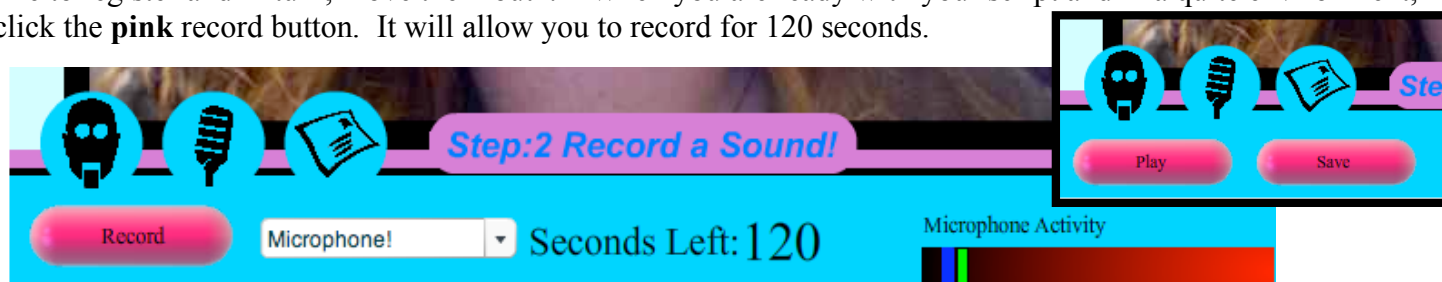 click the pink record button. It will allow you to record for 120 seconds.
Step:2 Record a Sound!
Record
Microphone!
Seconds Left:120
Microphone Activity
Play
Save